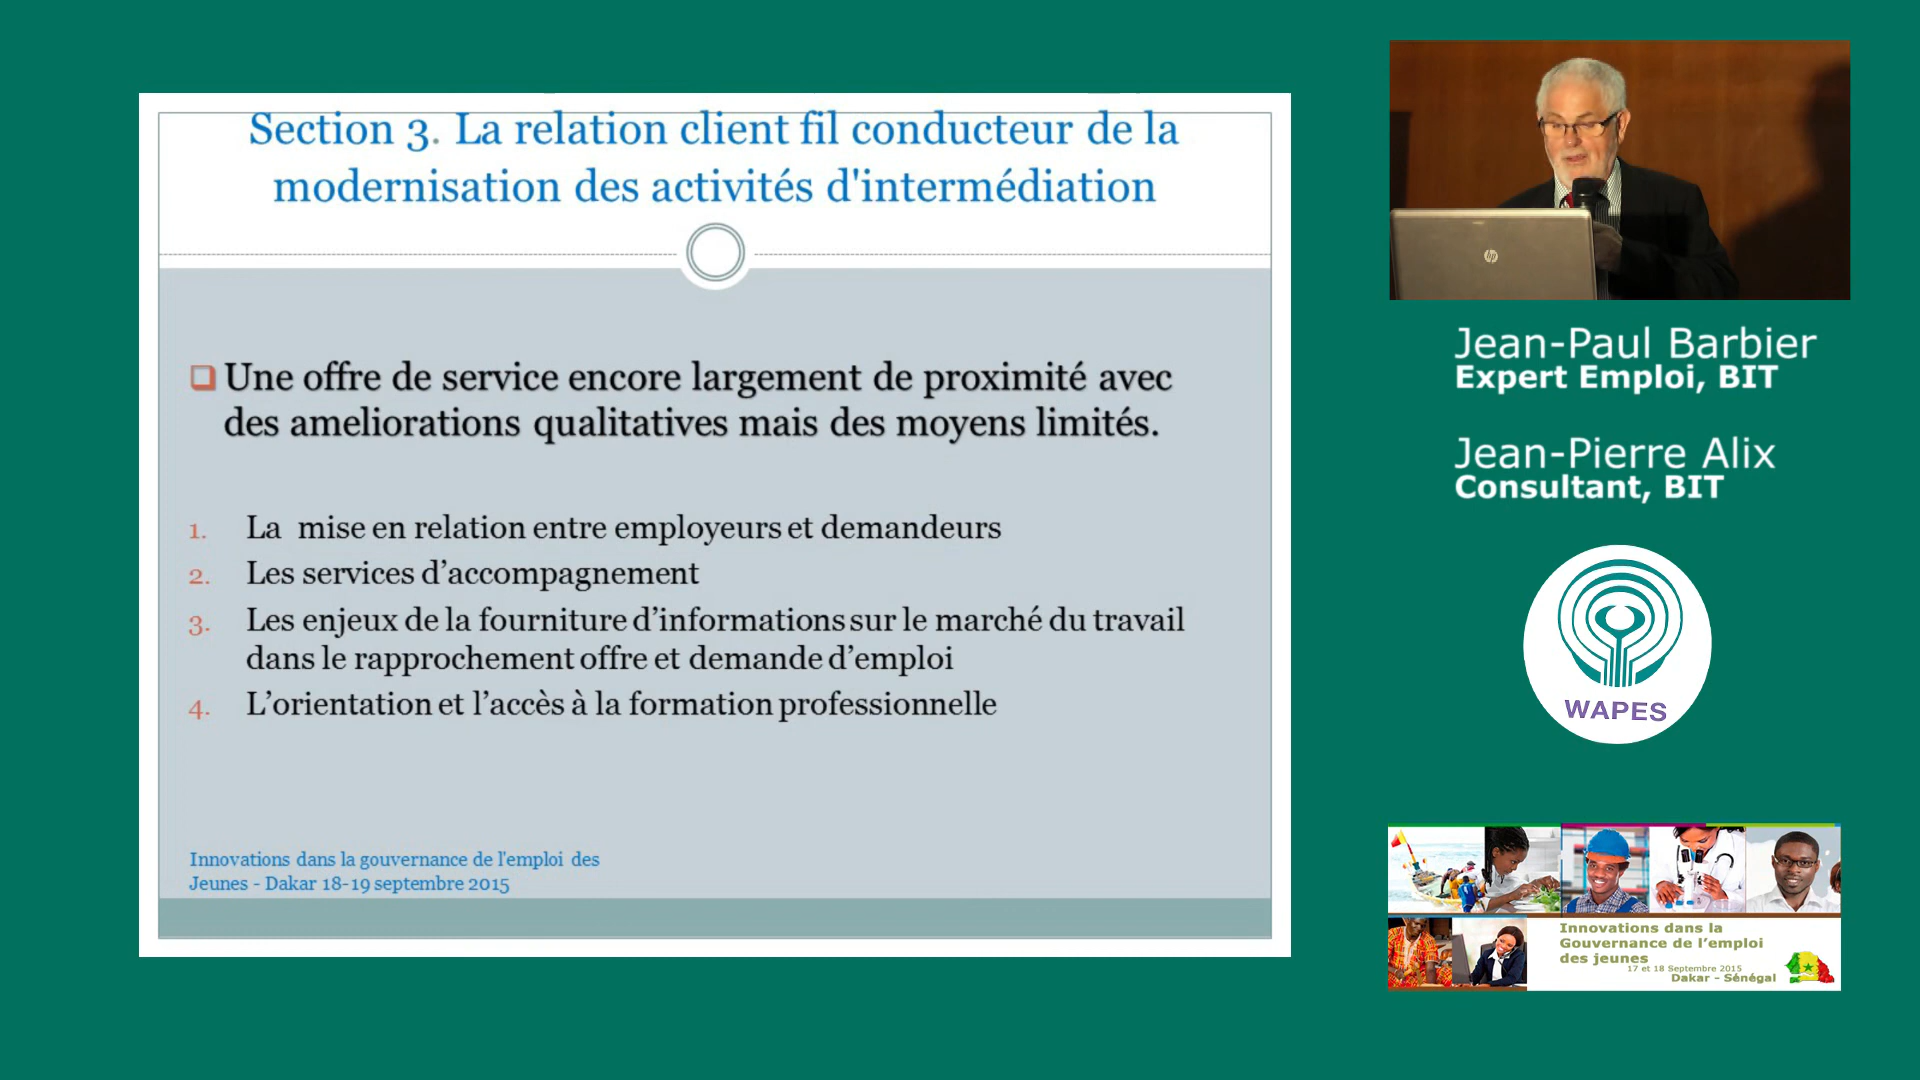 Section 3. La relation client fil conducteur de la
modernisation des activités d'intermédiation
Une offre de service encore largement de proximité avec
des ameliorations qualitatives mais des moyens limités.
1. La mise en relation entre employeurs et demandeurs
2. Les services d’accompagnement
3. Les enjeux de la fourniture d’informations sur le marché du travail
dans le rapprochement offre et demande d’emploi
4. L’orientation et l’accès à la formation professionnelle
Innovations dans la gouvernance de l'emploi des
Jeunes - Dakar 18-19 septembre 2015
hp
Jean-Paul Barbier
Expert Emploi, BIT
Jean-Pierre Alix
Consultant, BIT
WAPES
Innovations dans la
Gouvernance de l’emploi
des jeunes
17 et 18 Septembre 2015
Dakar - Sénégal